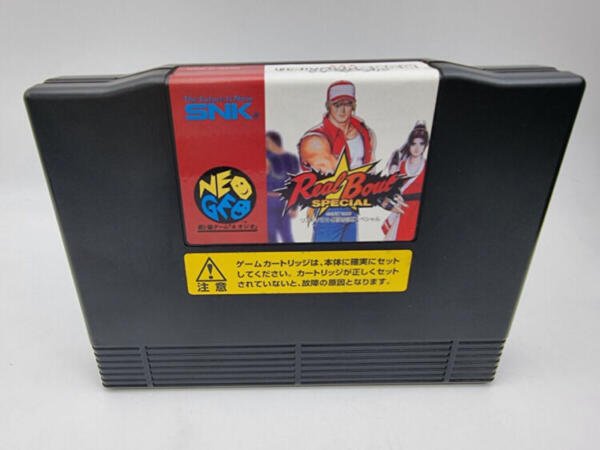 The Future Is Now
SNK
NEO
GEO
Real Bout
SPECIAL
注意
ゲームカートリッジは、本体に確実にセット
してください。カートリッジが正しくセット
されていないと、故障の原因となります。